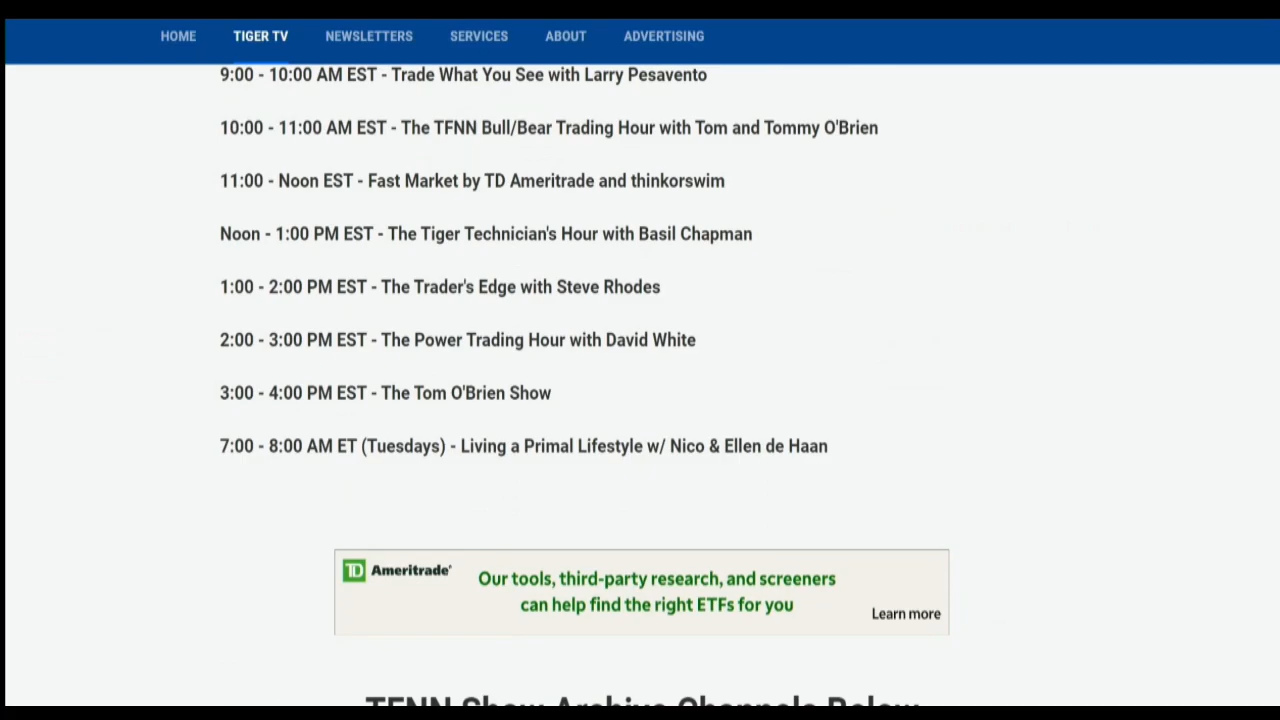 HOME TIGER TV NEWSLETTERS SERVICES ABOUT ADVERTISING
9:00 - 10:00 AM EST - Trade What You See with Larry Pesavento
10:00 - 11:00 AM EST - The TFNN Bull/Bear Trading Hour with Tom and Tommy O'Brien
11:00 - Noon EST - Fast Market by TD Ameritrade and thinkorswim
Noon - 1:00 PM EST - The Tiger Technician's Hour with Basil Chapman
1:00 - 2:00 PM EST - The Trader's Edge with Steve Rhodes
2:00 - 3:00 PM EST - The Power Trading Hour with David White
3:00 - 4:00 PM EST - The Tom O'Brien Show
7:00 - 8:00 AM ET (Tuesdays) - Living a Primal Lifestyle w/ Nico & Ellen de Haan
TD Ameritrade
Our tools, third-party research, and screeners
can help find the right ETFs for you
Learn more
TFNN Show Archive Channels Below